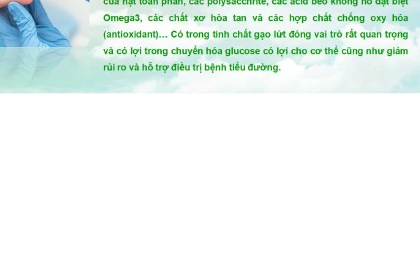 của hạt toàn phần, các polysaccrite, các acid béo không no đặt biệt
Omega3, các chất xơ hòa tan và các hợp chất chống oxy hóa
(antioxidant)... Có trong tinh chất gạo lứt đóng vai trò rất quan trọng
và có lợi trong chuyển hóa glucose có lợi cho cơ thể cũng như giảm
rủi ro và hỗ trợ điều trị bệnh tiểu đường.